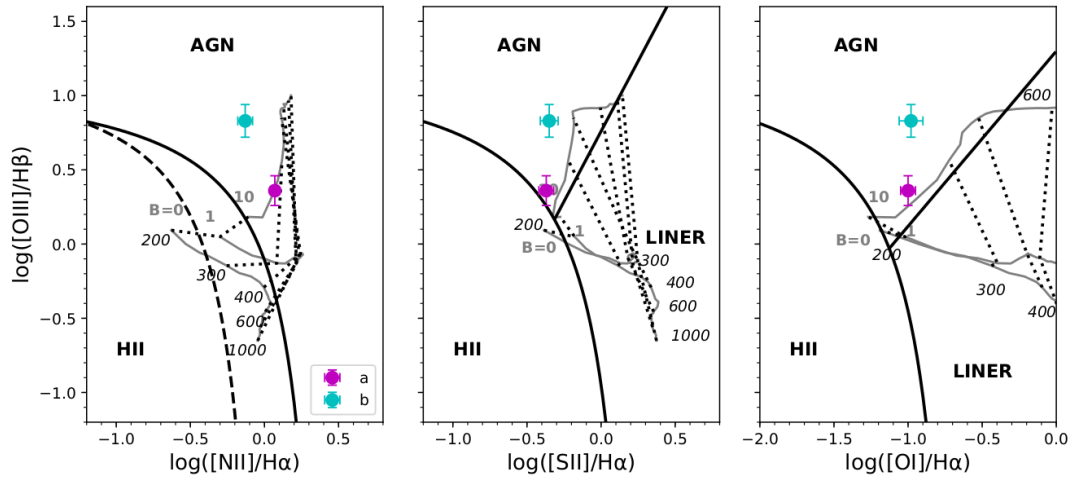 1.5
1.0
0.5
0.0
−0.5
−1.0
log([OIII]/Hβ)
AGN
10
B=0
1
200
300
400
600
1000
HII
a
b
−1.0
−0.5
0.0
0.5
log([NII]/Hα)
AGN
B=0
1
200
LINER
300
400
600
1000
HII
−1.0
−0.5
0.0
0.5
log([SII]/Hα)
AGN
600
10
B=0
1
200
300
400
HII
LINER
−2.0
−1.5
−1.0
−0.5
0.0
log([OI]/Hα)